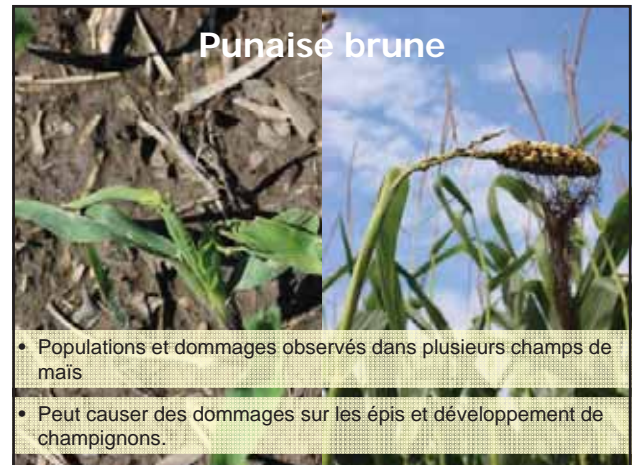 Punaise brune
• Populations et dommages observés dans plusieurs champs de
maïs
• Peut causer des dommages sur les épis et développement de
champignons.